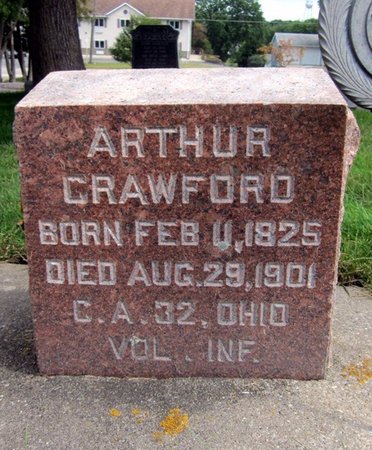 ARTHUR
CRAWFORD
BORN FEB 11, 1825
DIED AUG. 29, 1901
C. A. 32, OHIO
VOL. INF.